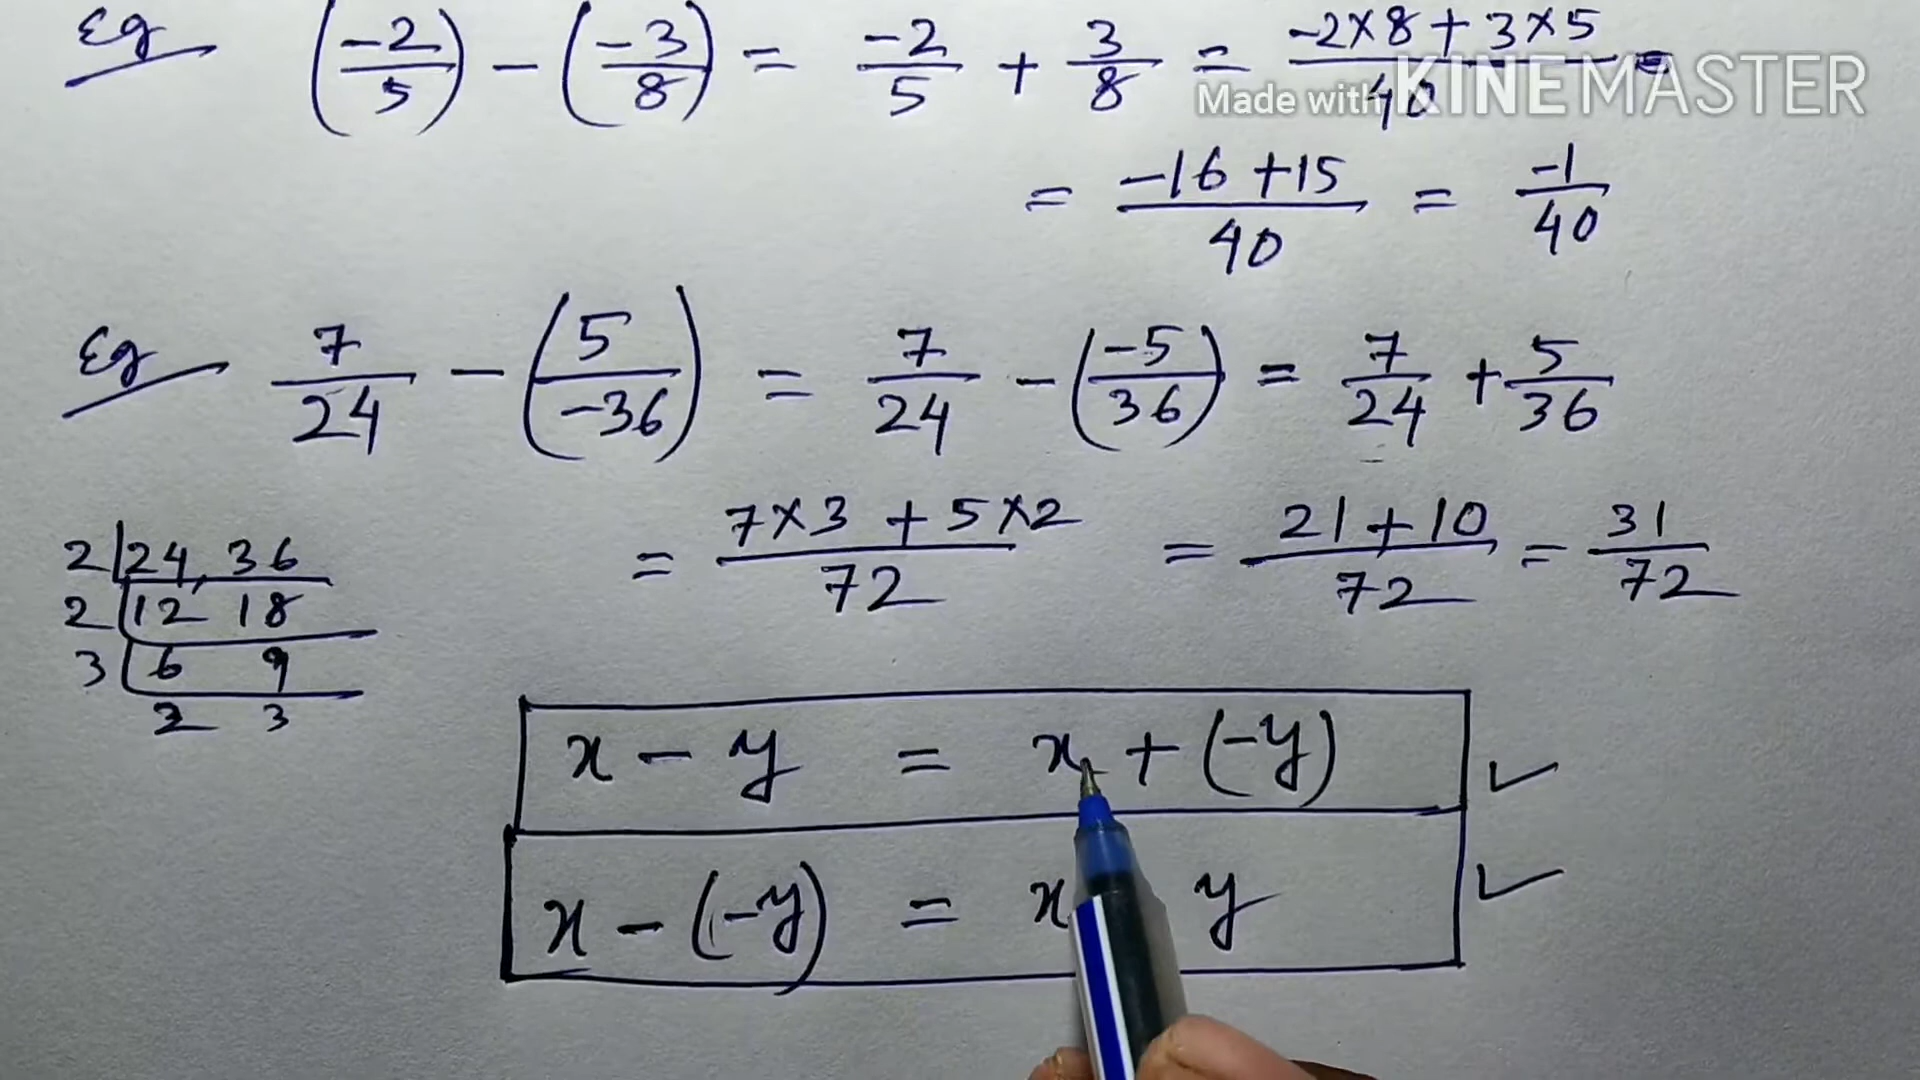 Eg (-2/5) - (-3/8) = -2/5 + 3/8 = (-2×8 + 3×5)/40 =
Made with KINEMASTER
= (-16 + 15)/40 = -1/40
Eg 7/24 - (5/-36) = 7/24 - (-5/36) = 7/24 + 5/36
= (7×3 + 5×2)/72 = (21 + 10)/72 = 31/72
2 | 24, 36
2 | 12 18
3 | 6 9
2 3
x - y = x + (-y) ✓
x - (-y) = x y ✓